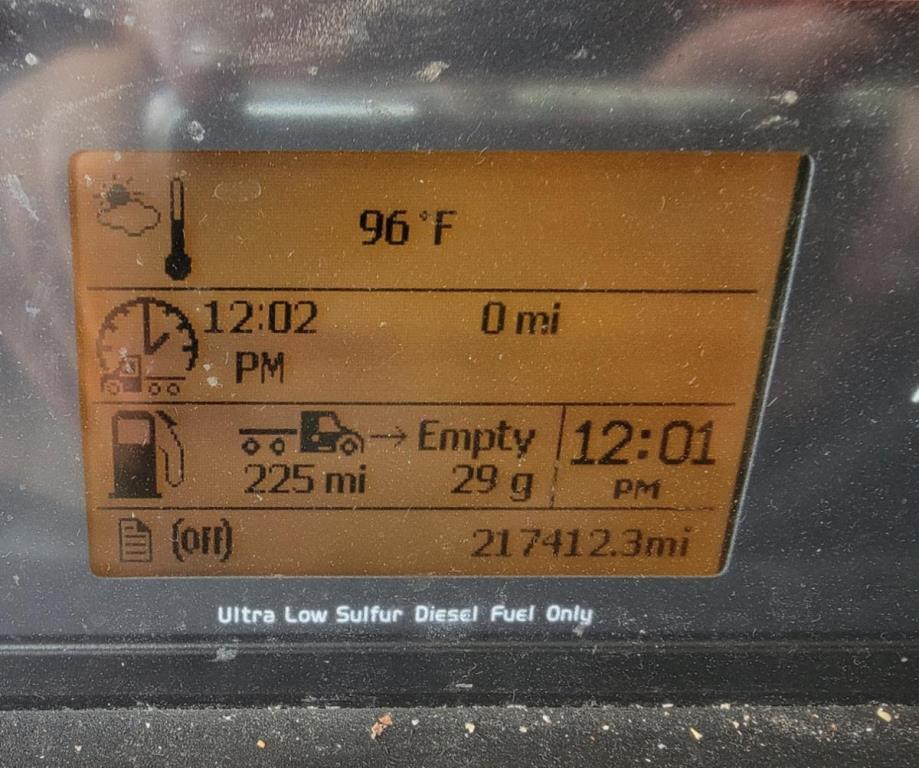 96°F
12:02 0 mi
PM
→ Empty 12:01
225 mi 29 g PM
(Off) 217412.3mi
Ultra Low Sulfur Diesel Fuel Only